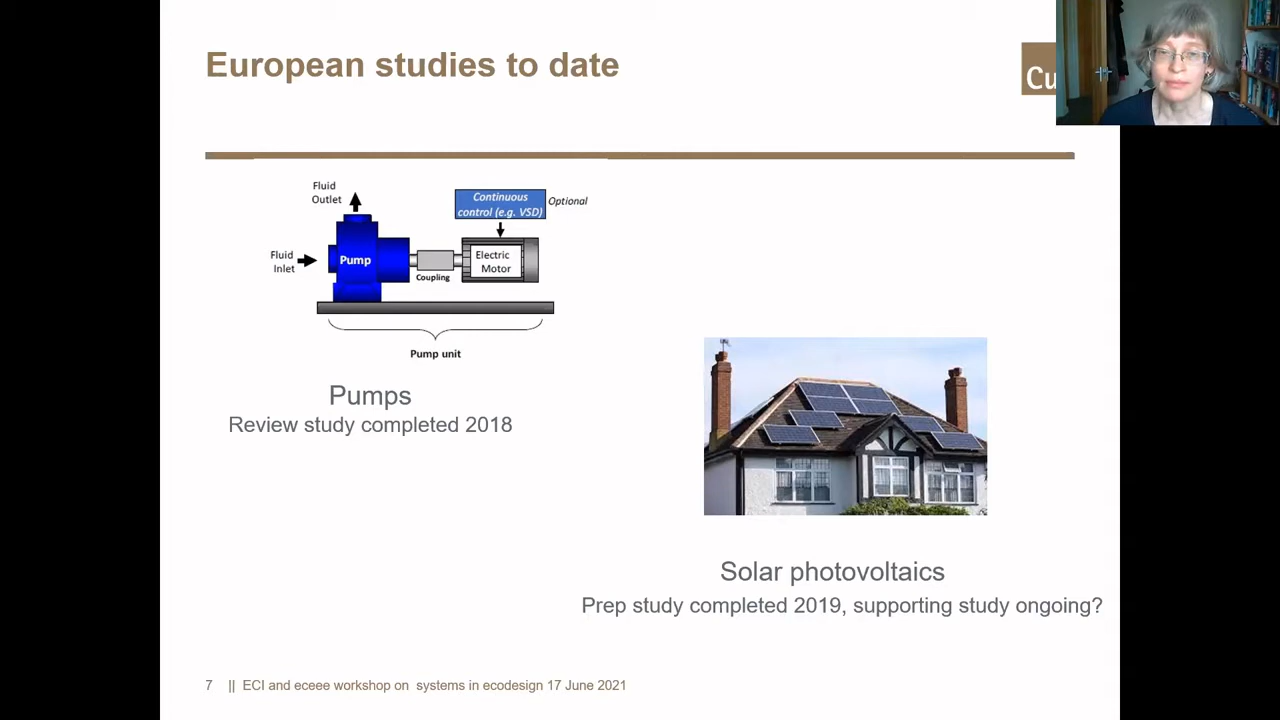 European studies to date
Cu
Fluid
Outlet
Continuous
control (e.g. VSD)
Optional
Fluid
Inlet
Pump
Coupling
Electric
Motor
Pump unit
Pumps
Review study completed 2018
Solar photovoltaics
Prep study completed 2019, supporting study ongoing?
7 || ECI and eceee workshop on systems in ecodesign 17 June 2021